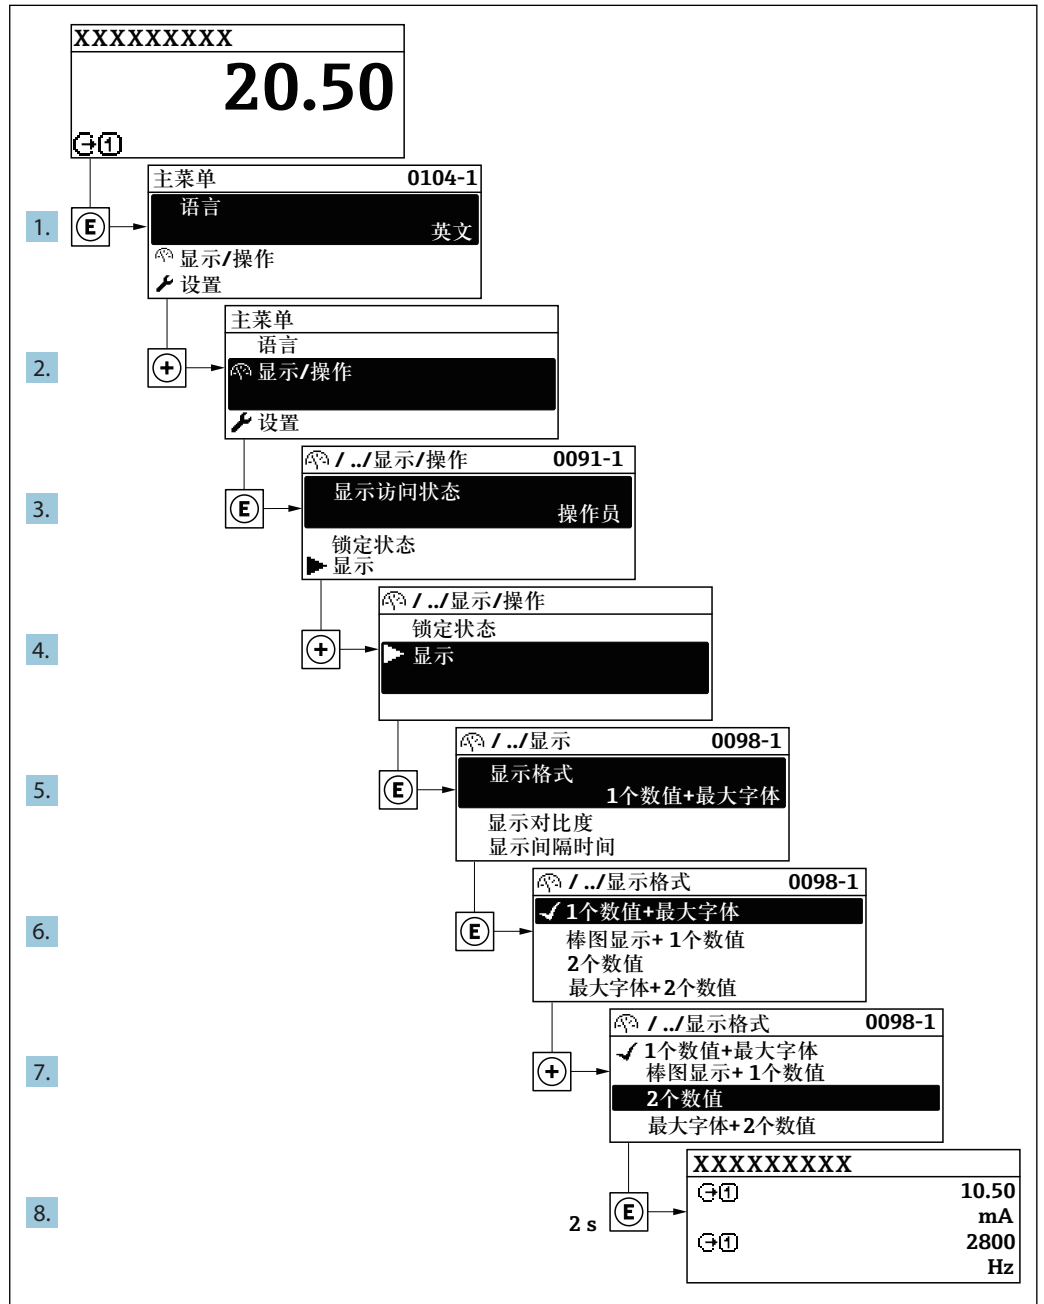 XXXXXXXXX
20.50
1
主菜单 0104-1
语言
英文
显示/操作
设置
1. E
主菜单
语言
显示/操作
设置
2. +
/ ../显示/操作 0091-1
显示访问状态
操作员
锁定状态
显示
3. E
/ ../显示/操作
锁定状态
显示
4. +
/ ../显示 0098-1
显示格式
1个数值+最大字体
显示对比度
显示间隔时间
5. E
/ ../显示格式 0098-1
1个数值+最大字体
棒图显示+ 1个数值
2个数值
最大字体+2个数值
6. E
/ ../显示格式 0098-1
1个数值+最大字体
棒图显示+ 1个数值
2个数值
最大字体+2个数值
7. +
XXXXXXXXX
1 10.50
mA
1 2800
Hz
8. 2 s E